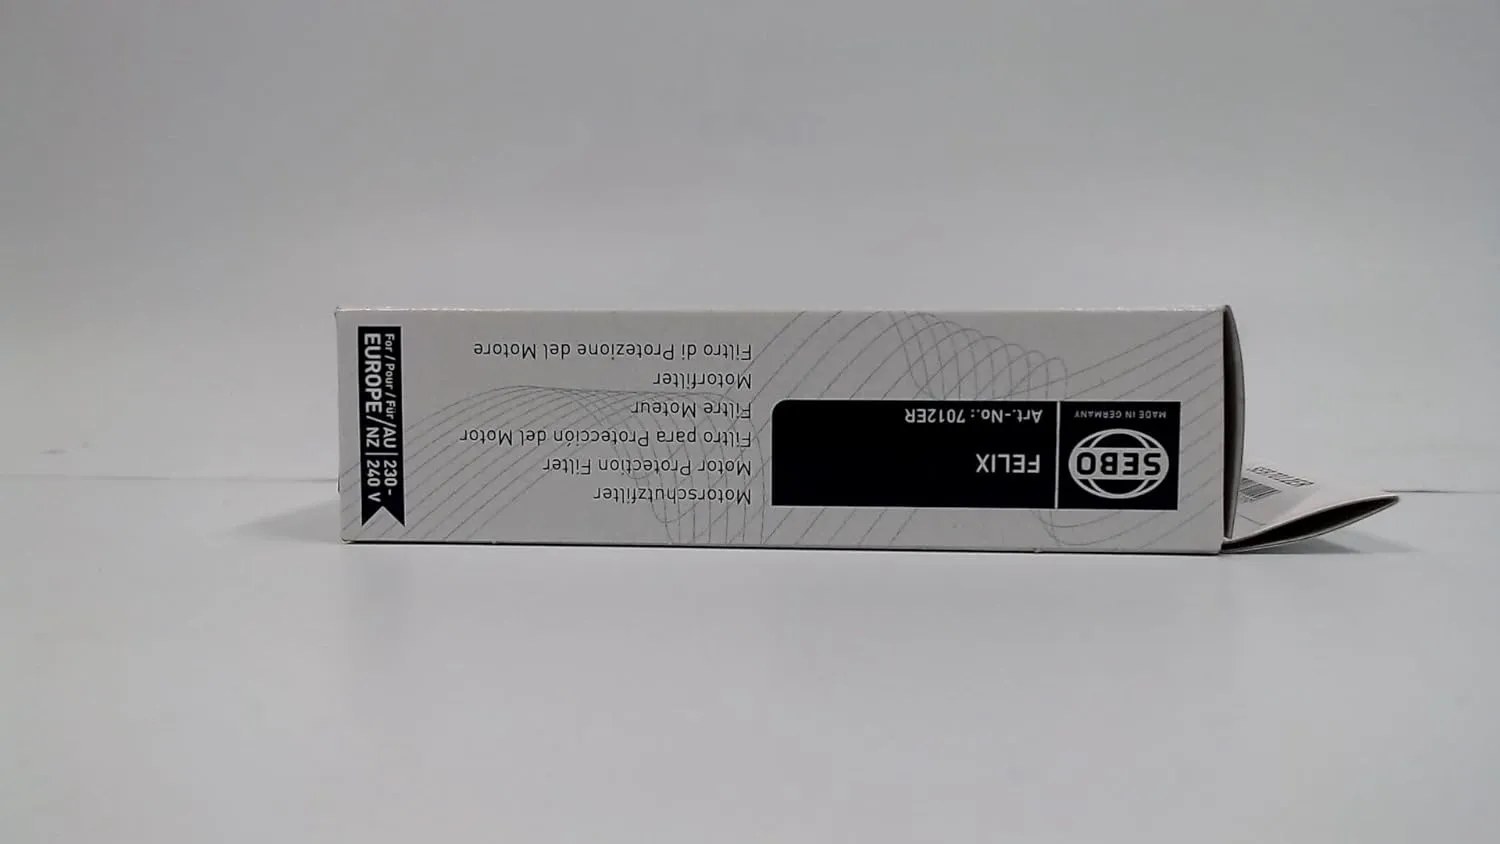 SEBO
MADE IN GERMANY
FELIX
Art.-No.: 7012ER
Motorschutzfilter
Motor Protection Filter
Filtro para Protección del Motor
Filtre Moteur
Motorfilter
Filtro di Protezione del Motore
For / Pour / Für / AU | 230-
EUROPE / NZ | 240 V